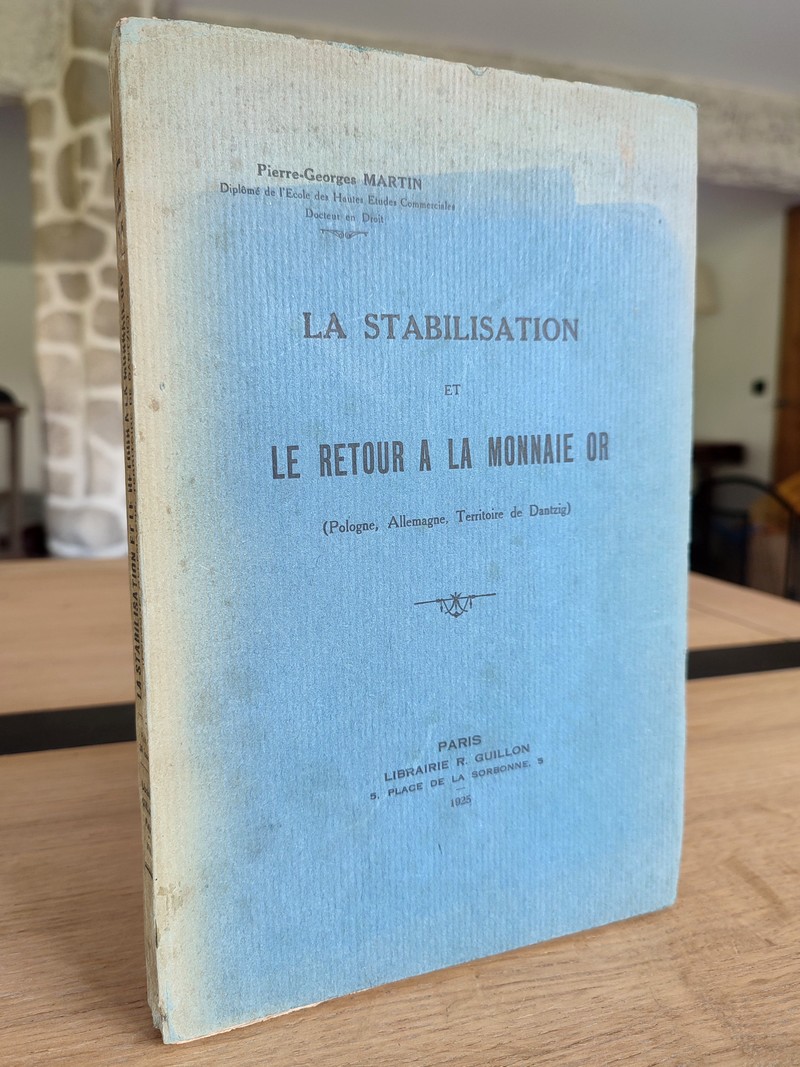 Pierre-Georges MARTIN
Diplômé de l'Ecole des Hautes Etudes Commerciales
Docteur en Droit
LA STABILISATION
ET
LE RETOUR A LA MONNAIE OR
(Pologne, Allemagne, Territoire de Dantzig)
PARIS
LIBRAIRIE R. GUILLON
5, PLACE DE LA SORBONNE, 5
1925
LA STABILISATION ET LE RETOUR A LA MONNAIE OR